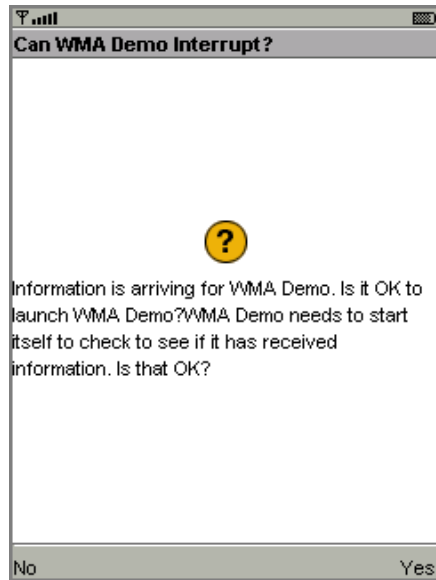 Can WMA Demo Interrupt?
?
Information is arriving for WMA Demo. Is it OK to
launch WMA Demo?WMA Demo needs to start
itself to check to see if it has received
information. Is that OK?
No Yes